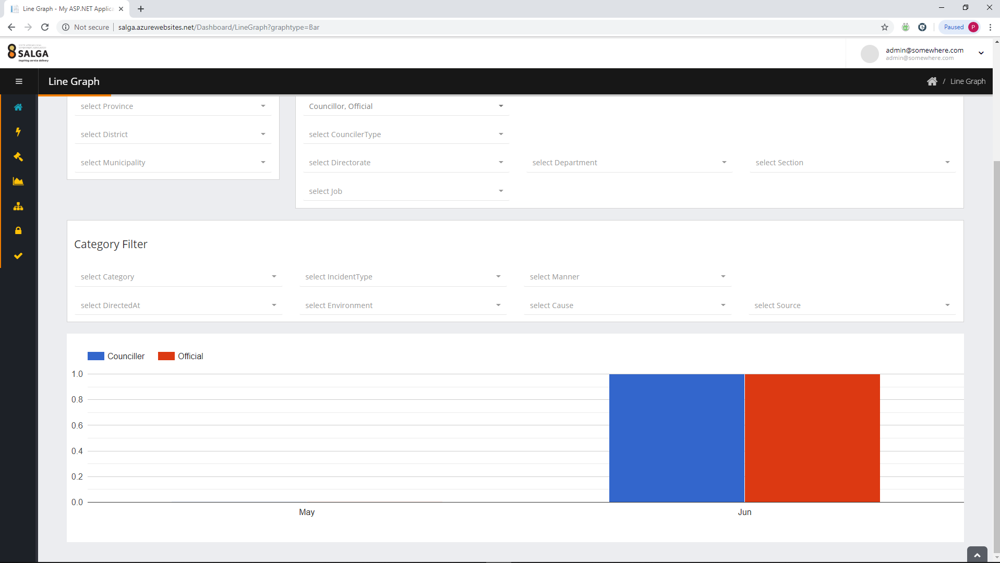 Line Graph - My ASP.NET Applica
Not secure
salga.azurewebsites.net/Dashboard/LineGraph?graphtype=Bar
Paused
P
SALGA
Inspiring service delivery
admin@somewhere.com
admin@somewhere.com
Line Graph
/ Line Graph
select Province
Councillor, Official
select District
select CouncilerType
select Municipality
select Directorate
select Department
select Section
select Job
Category Filter
select Category
select IncidentType
select Manner
select DirectedAt
select Environment
select Cause
select Source
Counciller
Official
1.0
0.8
0.6
0.4
0.2
0.0
May
Jun